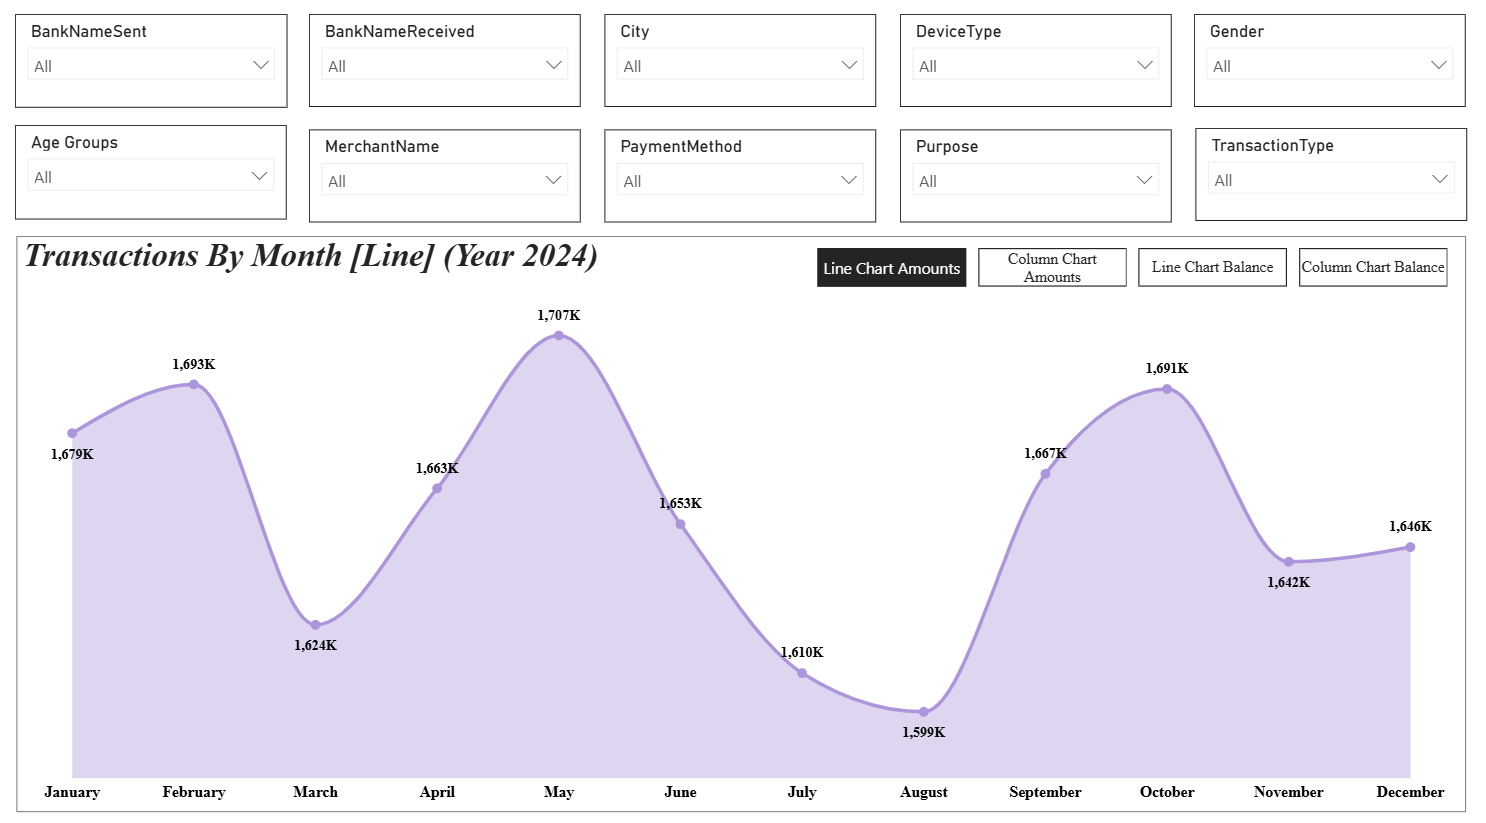 BankNameSent
All
BankNameReceived
All
City
All
DeviceType
All
Gender
All
Age Groups
All
MerchantName
All
PaymentMethod
All
Purpose
All
TransactionType
All
Transactions By Month [Line] (Year 2024)
Line Chart Amounts
Column Chart
Amounts
Line Chart Balance
Column Chart Balance
1,679K
1,693K
1,624K
1,663K
1,707K
1,653K
1,610K
1,599K
1,667K
1,691K
1,642K
1,646K
January
February
March
April
May
June
July
August
September
October
November
December